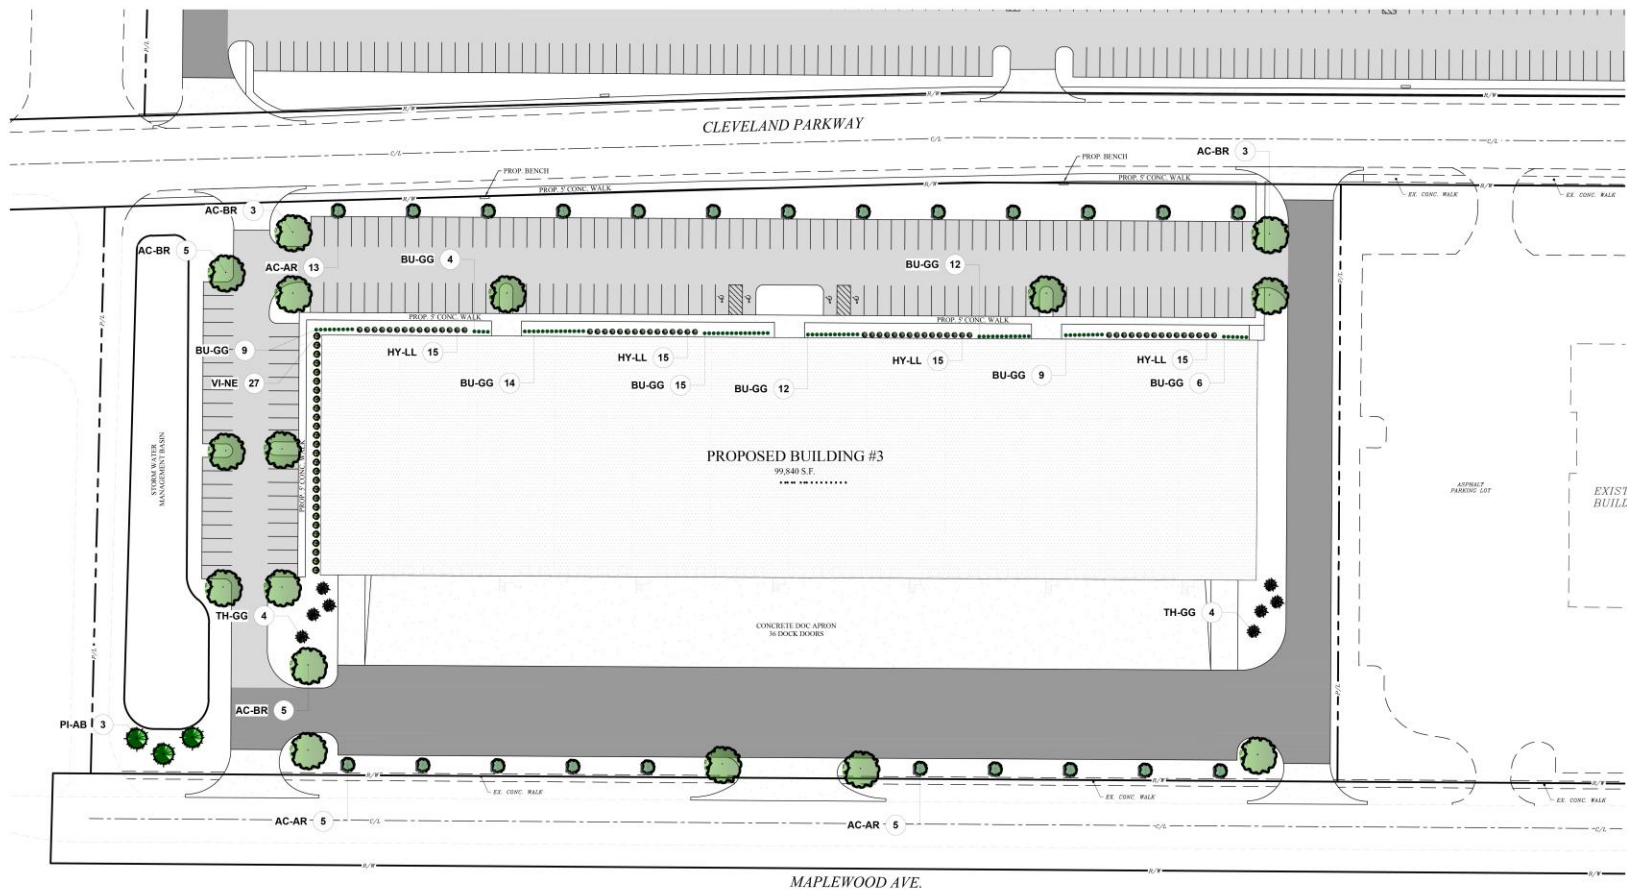 P/L
R/W
R/W
R/W
CLEVELAND PARKWAY
C/L
C/L
C/L
AC-BR 3
PROP. BENCH
PROP. BENCH
PROP. 5' CONC. WALK
PROP. 5' CONC. WALK
R/W
R/W
R/W
EX. CONC. WALK
EX. CONC. WALK
AC-BR 3
AC-BR 5
AC-AR 13
BU-GG 4
BU-GG 12
PROP. 5' CONC. WALK
PROP. 5' CONC. WALK
P/L
BU-GG 9
HY-LL 15
HY-LL 15
HY-LL 15
HY-LL 15
VI-NE 27
BU-GG 14
BU-GG 15
BU-GG 12
BU-GG 9
BU-GG 6
PROPOSED BUILDING #3
99,840 S.F.
STORM WATER
MANAGEMENT BASIN
PROP. 5' CONC. WALK
ASPHALT
PARKING LOT
EXIST
BUILD
TH-GG 4
TH-GG 4
CONCRETE DOC APRON
36 DOCK DOORS
P/L
P/L
AC-BR 5
PI-AB 3
R/W
R/W
R/W
EX. CONC. WALK
EX. CONC. WALK
EX. CONC. WALK
AC-AR 5
C/L
AC-AR 5
C/L
C/L
R/W
R/W
R/W
MAPLEWOOD AVE.